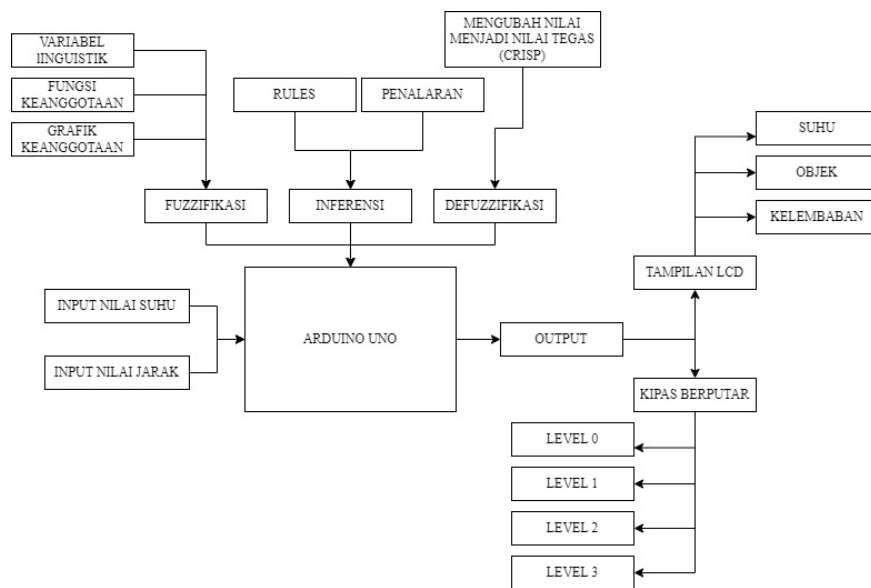 MENGUBAH NILAI
MENJADI NILAI TEGAS
(CRISP)
VARIABEL
lINGUISTIK
FUNGSI
KEANGGOTAAN
GRAFIK
KEANGGOTAAN
RULES
PENALARAN
FUZZIFIKASI
INFERENSI
DEFUZZIFIKASI
SUHU
OBJEK
KELEMBABAN
TAMPILAN LCD
INPUT NILAI SUHU
INPUT NILAI JARAK
ARDUINO UNO
OUTPUT
KIPAS BERPUTAR
LEVEL 0
LEVEL 1
LEVEL 2
LEVEL 3